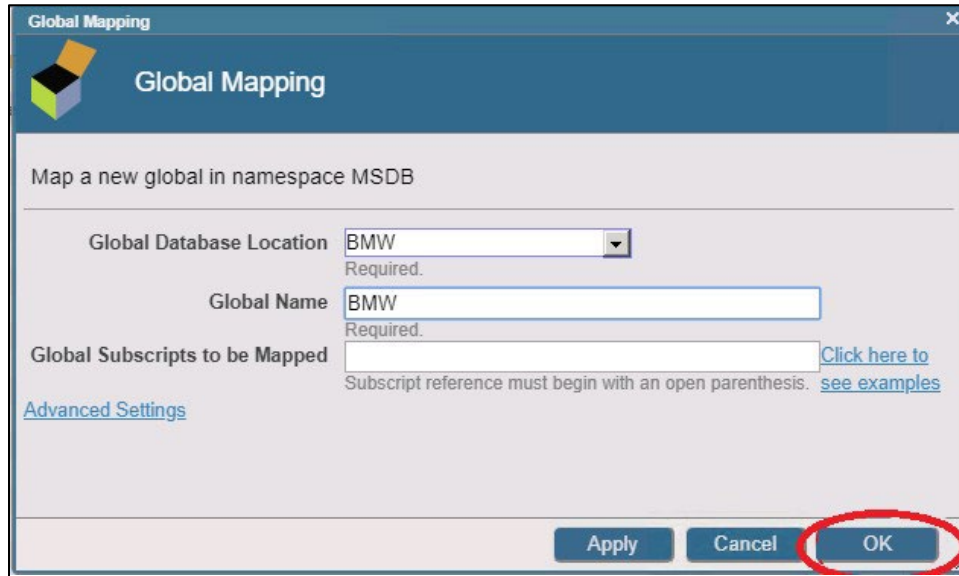 Global Mapping
Global Mapping
Map a new global in namespace MSDB
Global Database Location BMW
Required.
Global Name BMW
Required.
Global Subscripts to be Mapped Click here to
Subscript reference must begin with an open parenthesis. see examples
Advanced Settings
Apply Cancel OK